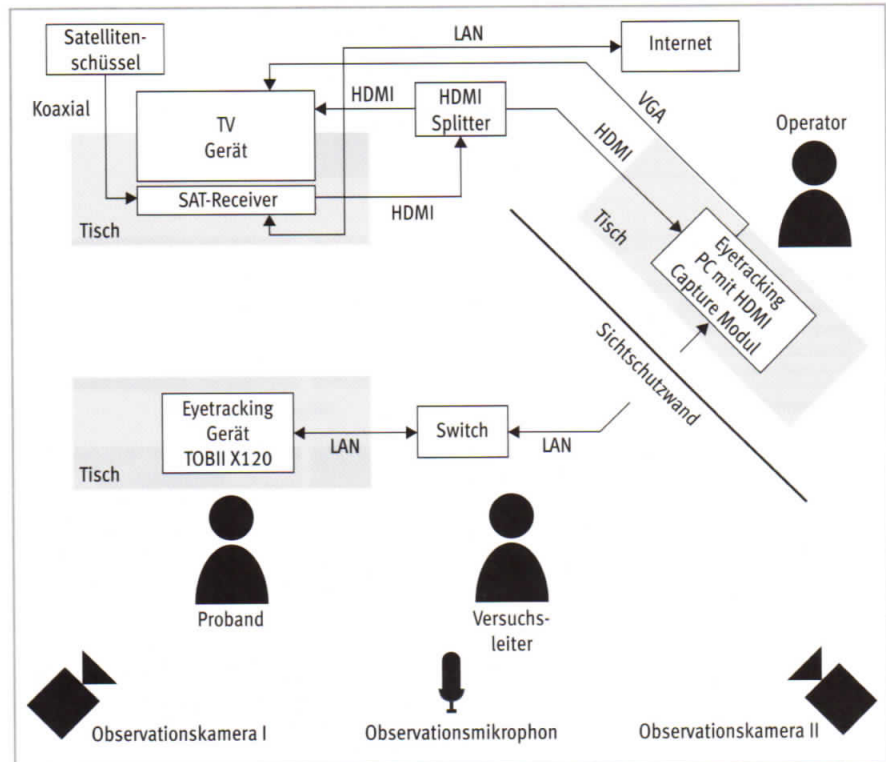 Satelliten-
schüssel
LAN
Internet
Koaxial
TV
Gerät
HDMI
HDMI
Splitter
HDMI
VGA
Operator
SAT-Receiver
HDMI
Tisch
Tisch
Eyetracking
PC mit HDMI
Capture Modul
Sichtschutzwand
Eyetracking
Gerät
TOBII X120
LAN
Switch
LAN
Tisch
Proband
Versuchs-
leiter
Observationskamera I
Observationsmikrophon
Observationskamera II